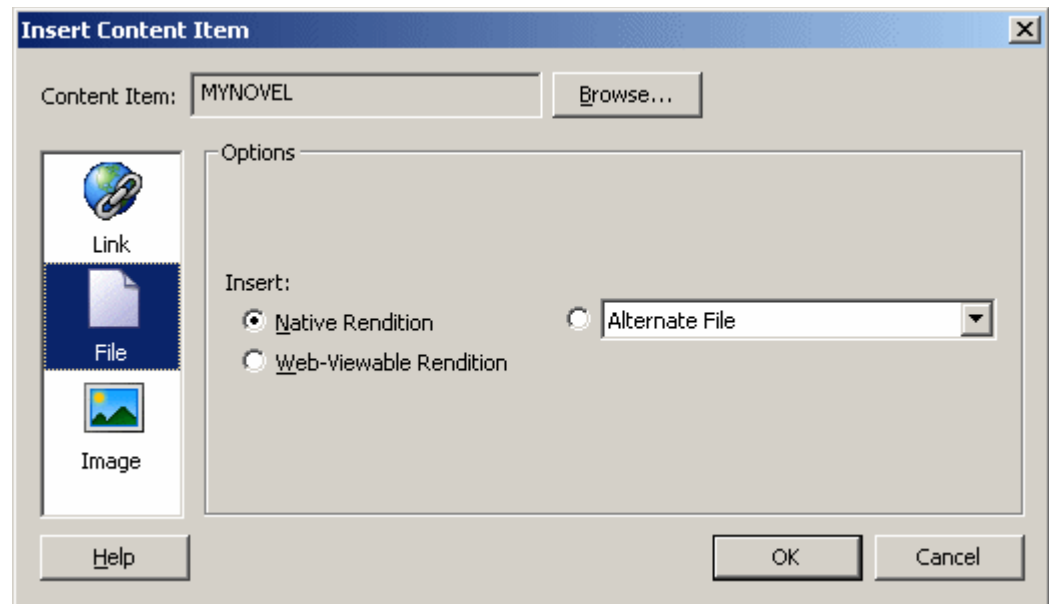 Insert Content Item
Content Item: MYNOVEL Browse...
Options
Link
Insert:
Native Rendition Alternate File
File
Web-Viewable Rendition
Image
Help OK Cancel